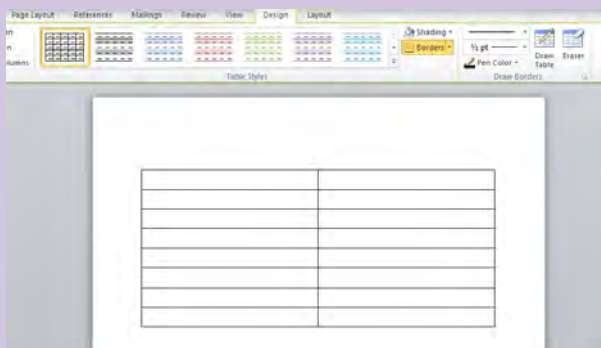 Page Layout References Mailings Review View Design Layout
Shading
Borders
½ pt
Pen Color
Draw Table
Eraser
Table Styles
Draw Borders